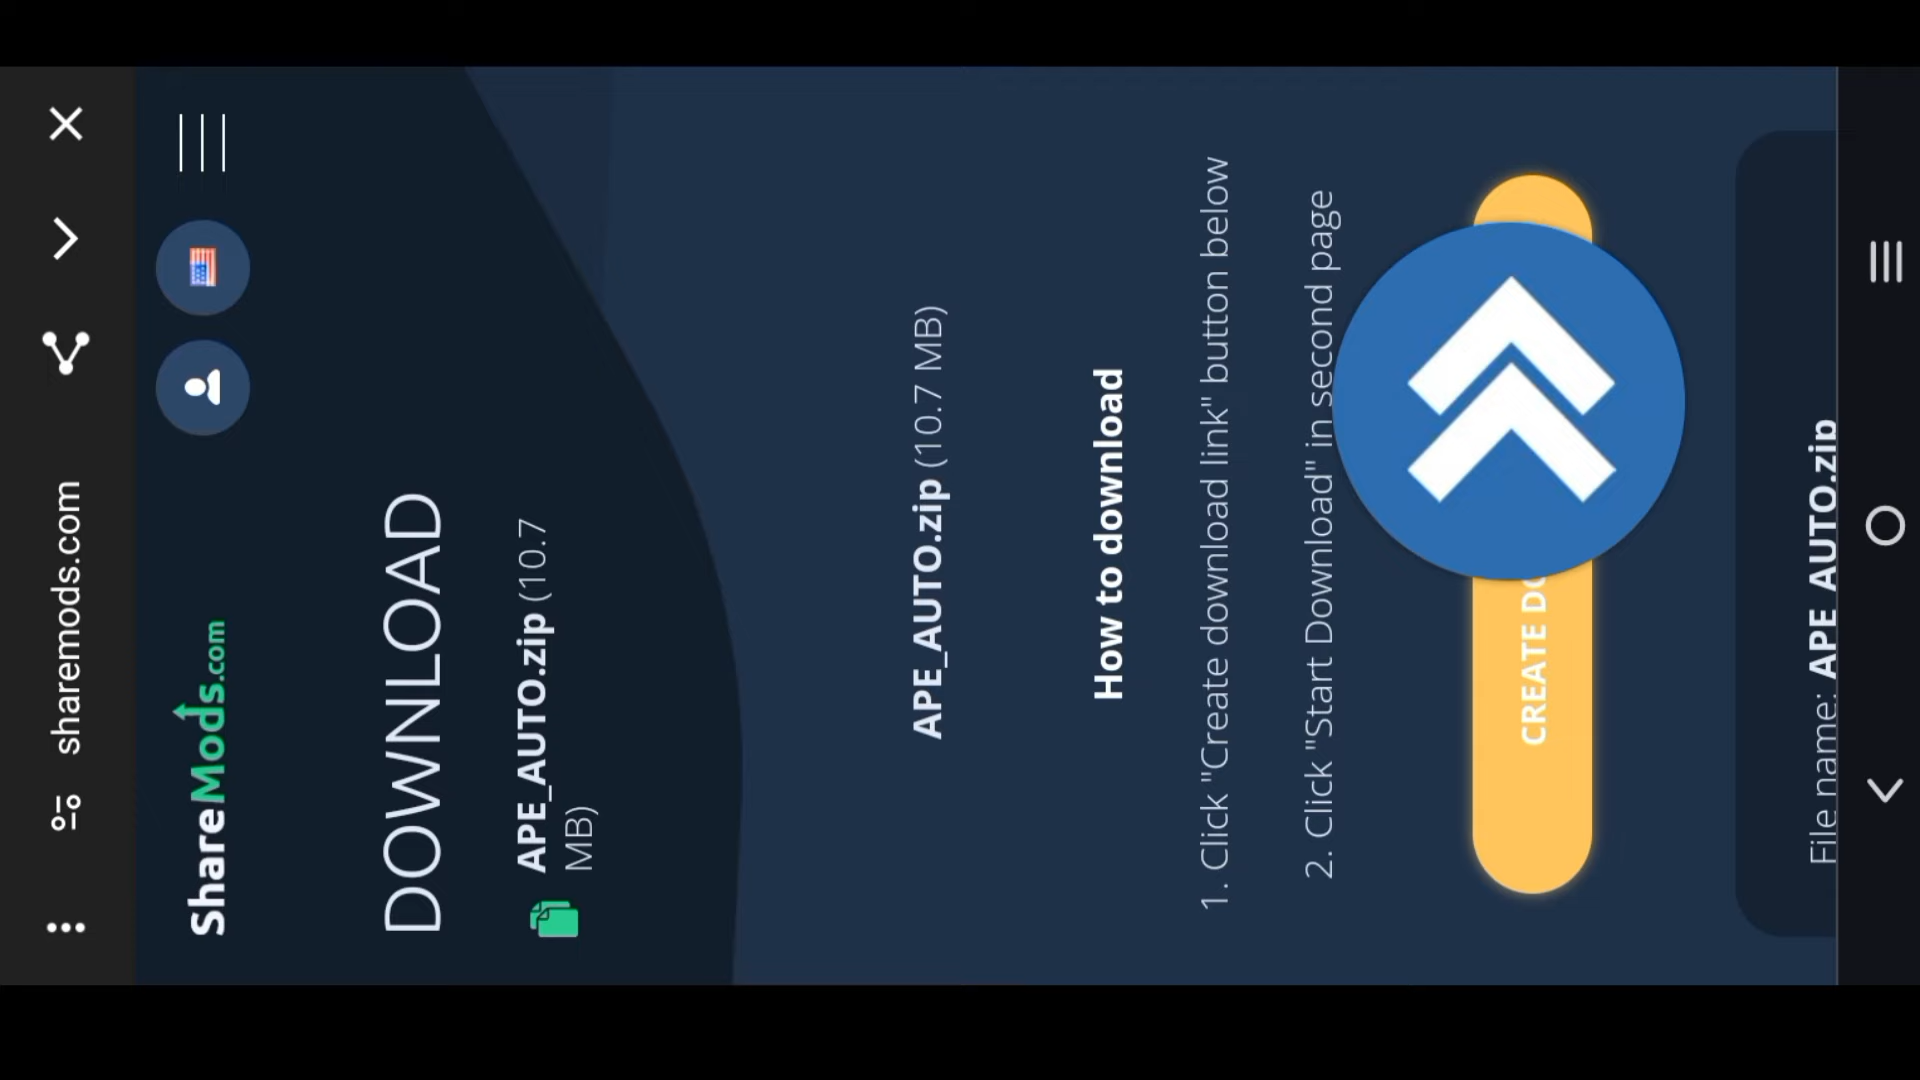 sharemods.com
ShareMods.com
DOWNLOAD
APE_AUTO.zip (10.7
MB)
APE_AUTO.zip (10.7 MB)
How to download
1. Click "Create download link" button below
2. Click "Start Download" in second page
CREATE
File name: APE_AUTO.zip